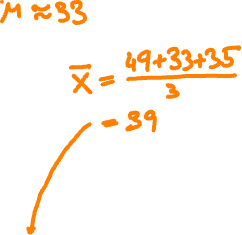 μ ≈ 33
X̄ = (49+33+35)/3
= 39